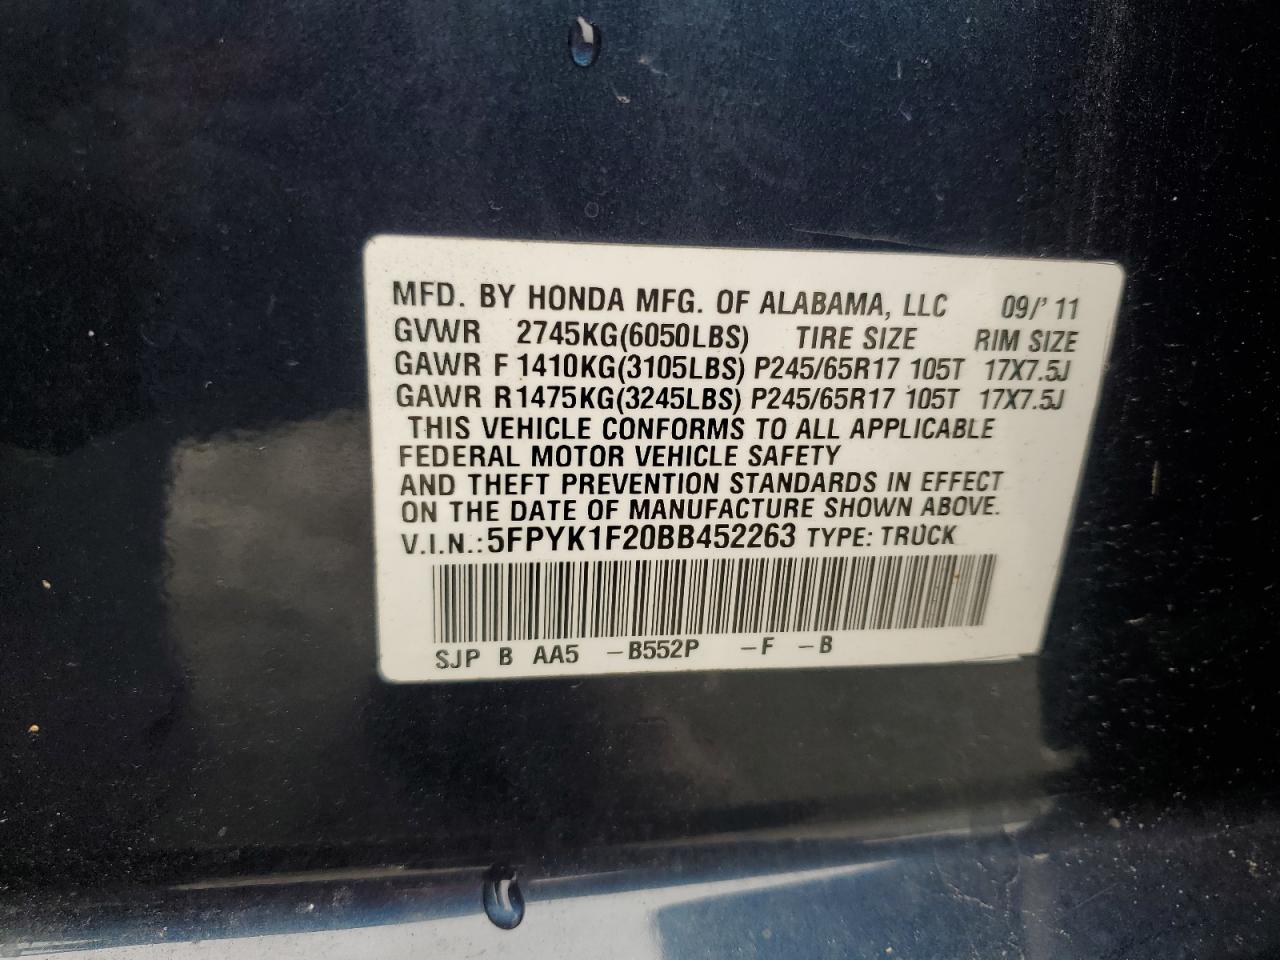 MFD. BY HONDA MFG. OF ALABAMA, LLC 09/' 11
GVWR 2745KG(6050LBS) TIRE SIZE RIM SIZE
GAWR F 1410KG(3105LBS) P245/65R17 105T 17X7.5J
GAWR R1475KG(3245LBS) P245/65R17 105T 17X7.5J
THIS VEHICLE CONFORMS TO ALL APPLICABLE
FEDERAL MOTOR VEHICLE SAFETY
AND THEFT PREVENTION STANDARDS IN EFFECT
ON THE DATE OF MANUFACTURE SHOWN ABOVE.
V.I.N.:5FPYK1F20BB452263 TYPE: TRUCK
SJP B AA5 -B552P -F -B